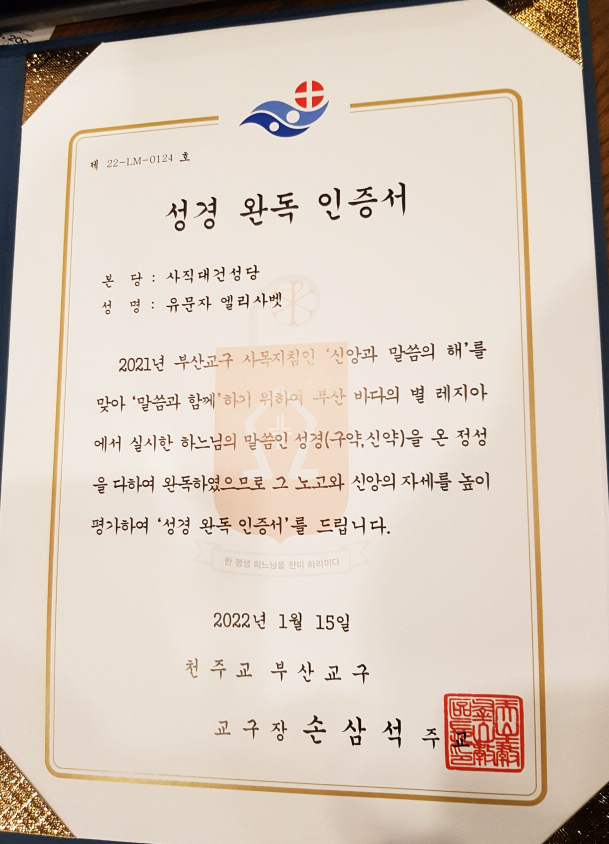 제 22-LM-0124 호
성경 완독 인증서
본 당 : 사직대건성당
성 명 : 유문자 엘리사벳
2021년 부산교구 사목지침인 '신앙과 말씀의 해'를
맞아 '말씀과 함께'하기 위하여 부산 바다의 별 레지아
에서 실시한 하느님의 말씀인 성경(구약,신약)을 온 정성
을 다하여 완독하였으므로 그 노고와 신앙의 자세를 높이
평가하여 '성경 완독 인증서'를 드립니다.
한 평생 하느님을 찬미 하리이다
2022년 1월 15일
천주교 부산교구
교구장 손삼석 주교